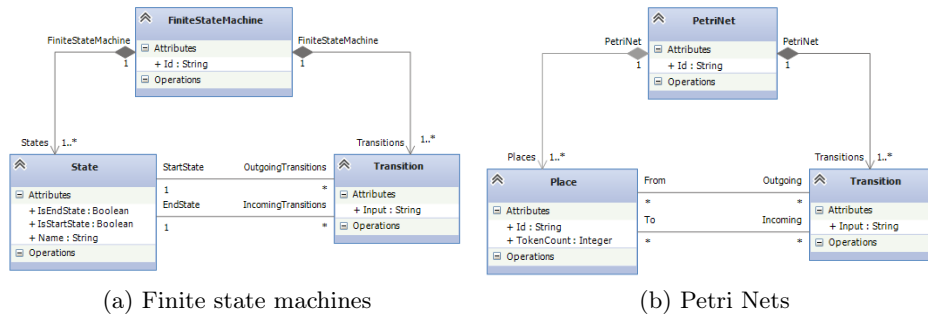 FiniteStateMachine
Attributes
+ Id : String
Operations
FiniteStateMachine
1
FiniteStateMachine
1
States
1..*
Transitions
1..*
State
Attributes
+ IsEndState : Boolean
+ IsStartState : Boolean
+ Name : String
Operations
StartState
OutgoingTransitions
1
*
EndState
IncomingTransitions
1
*
Transition
Attributes
+ Input : String
Operations
(a) Finite state machines
PetriNet
Attributes
+ Id : String
Operations
PetriNet
1
PetriNet
1
Places
1..*
Transitions
1..*
Place
Attributes
+ Id : String
+ TokenCount : Integer
Operations
From
Outgoing
*
*
To
Incoming
*
*
Transition
Attributes
+ Input : String
Operations
(b) Petri Nets